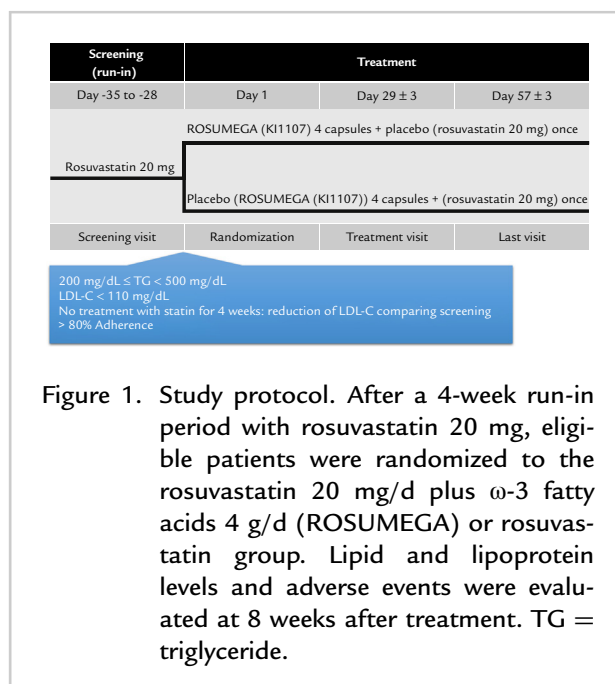 Screening
(run-in)
Treatment
Day -35 to -28
Day 1
Day 29 ± 3
Day 57 ± 3
ROSUMEGA (KI1107) 4 capsules + placebo (rosuvastatin 20 mg) once
Rosuvastatin 20 mg
Placebo (ROSUMEGA (KI1107)) 4 capsules + (rosuvastatin 20 mg) once
Screening visit
Randomization
Treatment visit
Last visit
200 mg/dL ≤ TG < 500 mg/dL
LDL-C < 110 mg/dL
No treatment with statin for 4 weeks: reduction of LDL-C comparing screening
> 80% Adherence
Figure 1. Study protocol. After a 4-week run-in
period with rosuvastatin 20 mg, eligi-
ble patients were randomized to the
rosuvastatin 20 mg/d plus ω-3 fatty
acids 4 g/d (ROSUMEGA) or rosuvas-
tatin group. Lipid and lipoprotein
levels and adverse events were evalu-
ated at 8 weeks after treatment. TG =
triglyceride.